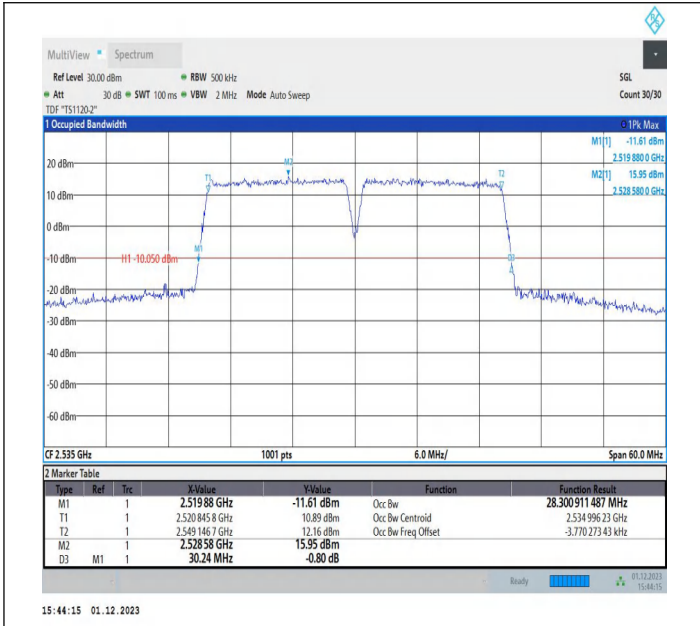 MultiView Spectrum
Ref Level 30.00 dBm RBW 500 kHz SGL
Att 30 dB SWT 100 ms VBW 2 MHz Mode Auto Sweep Count 30/30
TDF "TS1120-2"
1 Occupied Bandwidth 1Pk Max
M1[1] -11.61 dBm
2.519 880 0 GHz
M2[1] 15.95 dBm
2.528 580 0 GHz
20 dBm
M2
T1
T2
10 dBm
0 dBm
M1
-10 dBm H1 -10.050 dBm
D3
-20 dBm
-30 dBm
-40 dBm
-50 dBm
-60 dBm
CF 2.535 GHz 1001 pts 6.0 MHz/ Span 60.0 MHz
2 Marker Table
Type Ref Trc X-Value Y-Value Function Function Result
M1 1 2.519 88 GHz -11.61 dBm Occ Bw 28.300 911 487 MHz
T1 1 2.520 845 8 GHz 10.89 dBm Occ Bw Centroid 2.534 996 23 GHz
T2 1 2.549 146 7 GHz 12.16 dBm Occ Bw Freq Offset -3.770 273 43 kHz
M2 1 2.528 58 GHz 15.95 dBm
D3 M1 1 30.24 MHz -0.80 dB
Ready 01.12.2023
15:44:15
15:44:15 01.12.2023